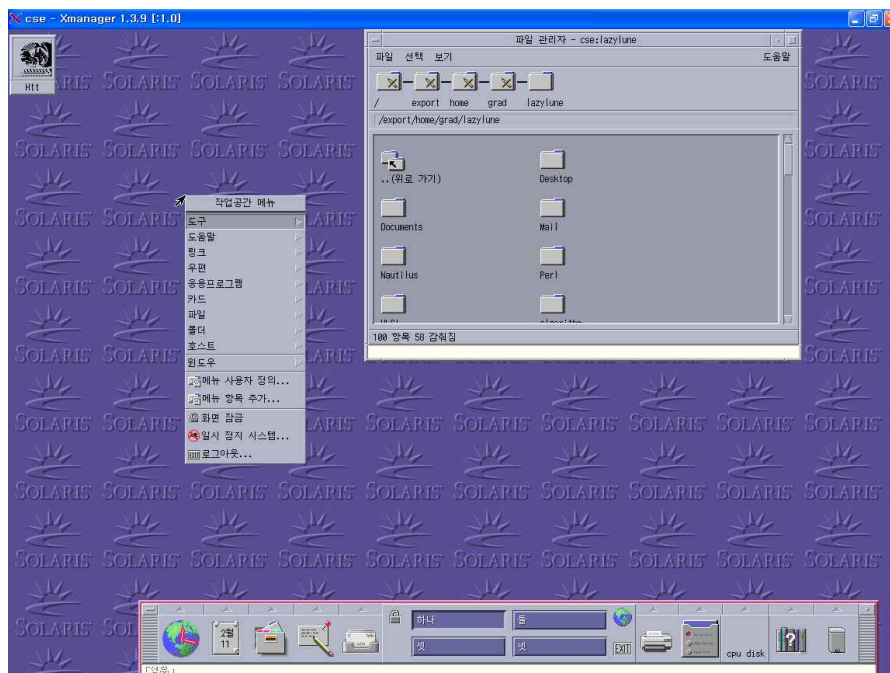 cse - Xmanager 1.3.9 [:1.0]
Htt
파일 관리자 - cse:lazylune
파일 선택 보기 도움말
/ export home grad lazylune
/export/home/grad/lazylune
..(위로 가기) Desktop
Documents Mail
Nautilus Perl
100 항목 58 감춰짐
작업공간 메뉴
도구
도움말
링크
우편
응용프로그램
카드
파일
폴더
호스트
윈도우
메뉴 사용자 정의...
메뉴 항목 추가...
화면 잠금
일시 정지 시스템...
로그아웃...
SOLARIS
2월
11
하나 둘
셋 넷
EXIT
cpu disk